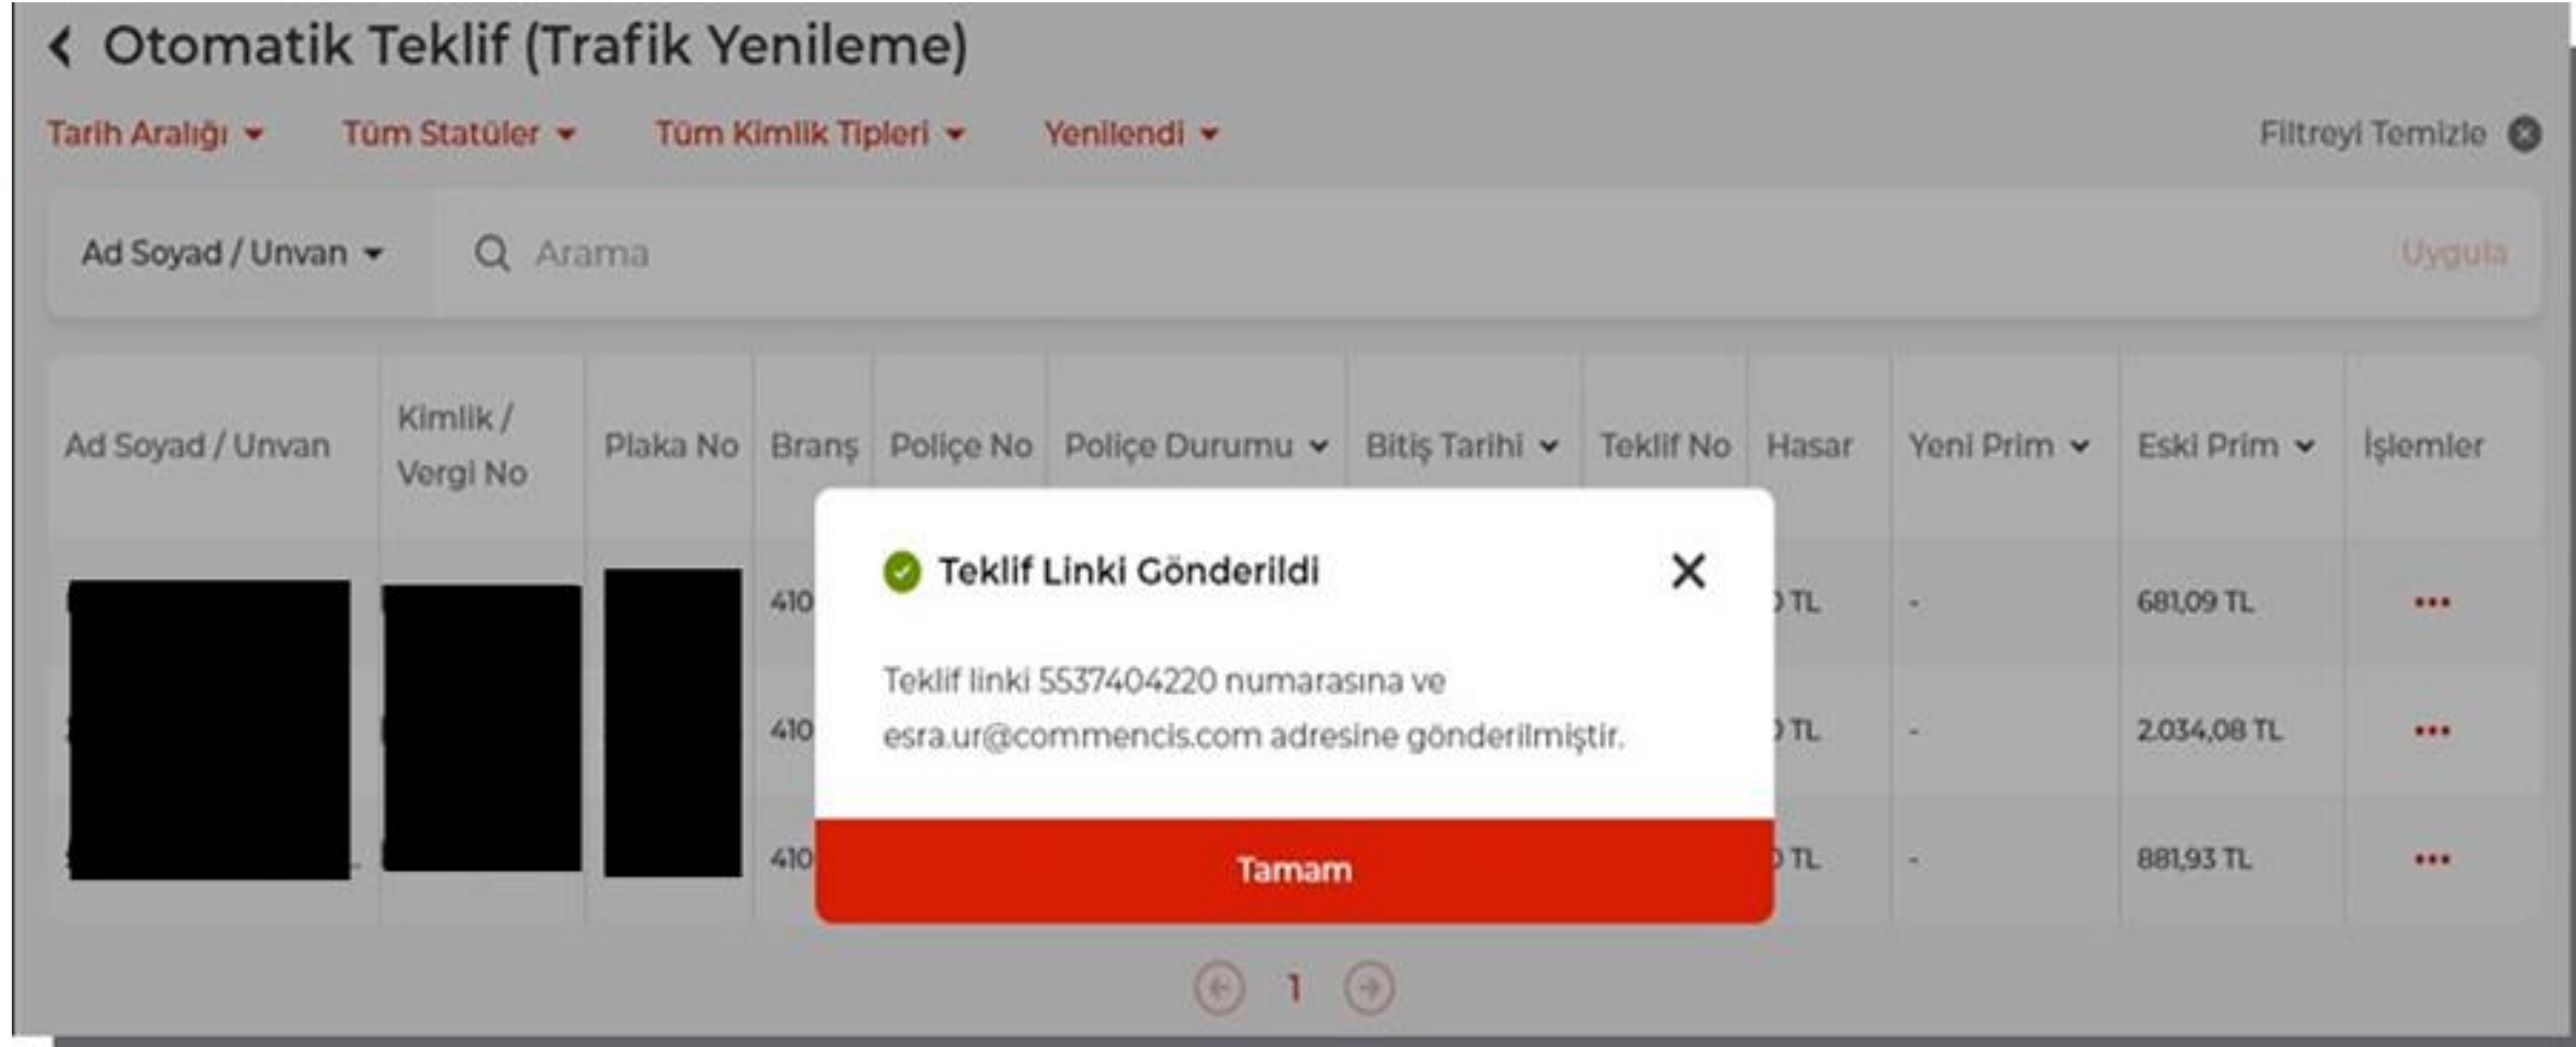 Otomatik Teklif (Trafik Yenileme)
Tarih Aralığı Tüm Statüler Tüm Kimlik Tipleri Yenilendi Filtreyi Temizle
Ad Soyad / Unvan Arama Uygula
Ad Soyad / Unvan Kimlik / Vergi No Plaka No Branş Poliçe No Poliçe Durumu Bitiş Tarihi Teklif No Hasar Yeni Prim Eski Prim İşlemler
Teklif Linki Gönderildi
410 TL - 681,09 TL
Teklif linki 5537404220 numarasına ve
esra.ur@commencis.com adresine gönderilmiştir.
410 TL - 2.034,08 TL
410 TL - 881,93 TL
Tamam
1